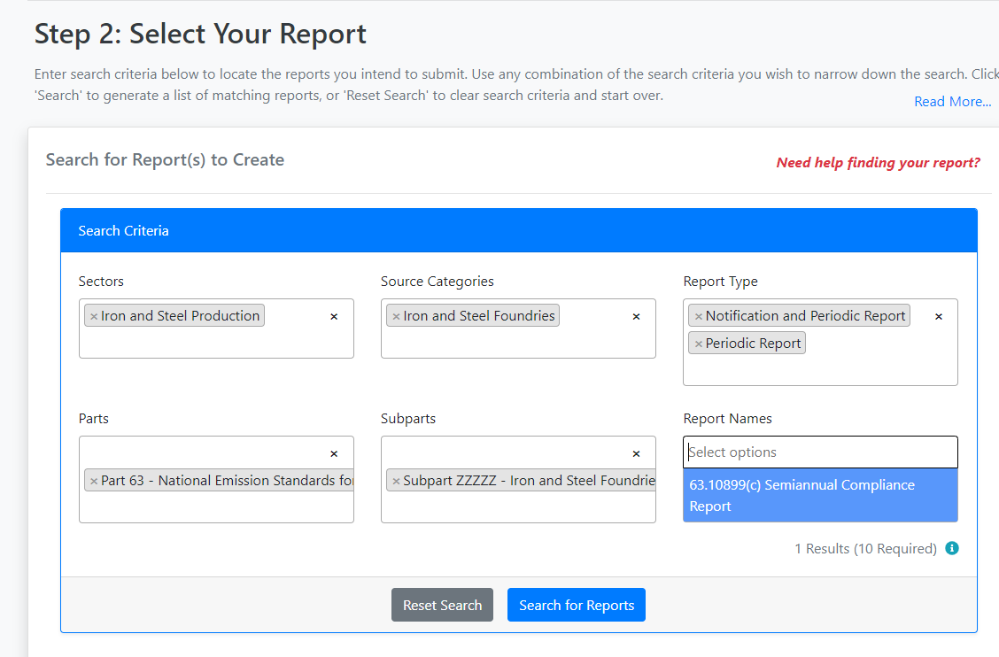 Step 2: Select Your Report
Enter search criteria below to locate the reports you intend to submit. Use any combination of the search criteria you wish to narrow down the search. Click
'Search' to generate a list of matching reports, or 'Reset Search' to clear search criteria and start over.
Read More...
Search for Report(s) to Create
Need help finding your report?
Search Criteria
Sectors
Source Categories
Report Type
× Iron and Steel Production ×
× Iron and Steel Foundries ×
× Notification and Periodic Report ×
× Periodic Report
Parts
Subparts
Report Names
×
× Part 63 - National Emission Standards for
×
× Subpart ZZZZZ - Iron and Steel Foundrie
Select options
63.10899(c) Semiannual Compliance
Report
1 Results (10 Required) i
Reset Search
Search for Reports